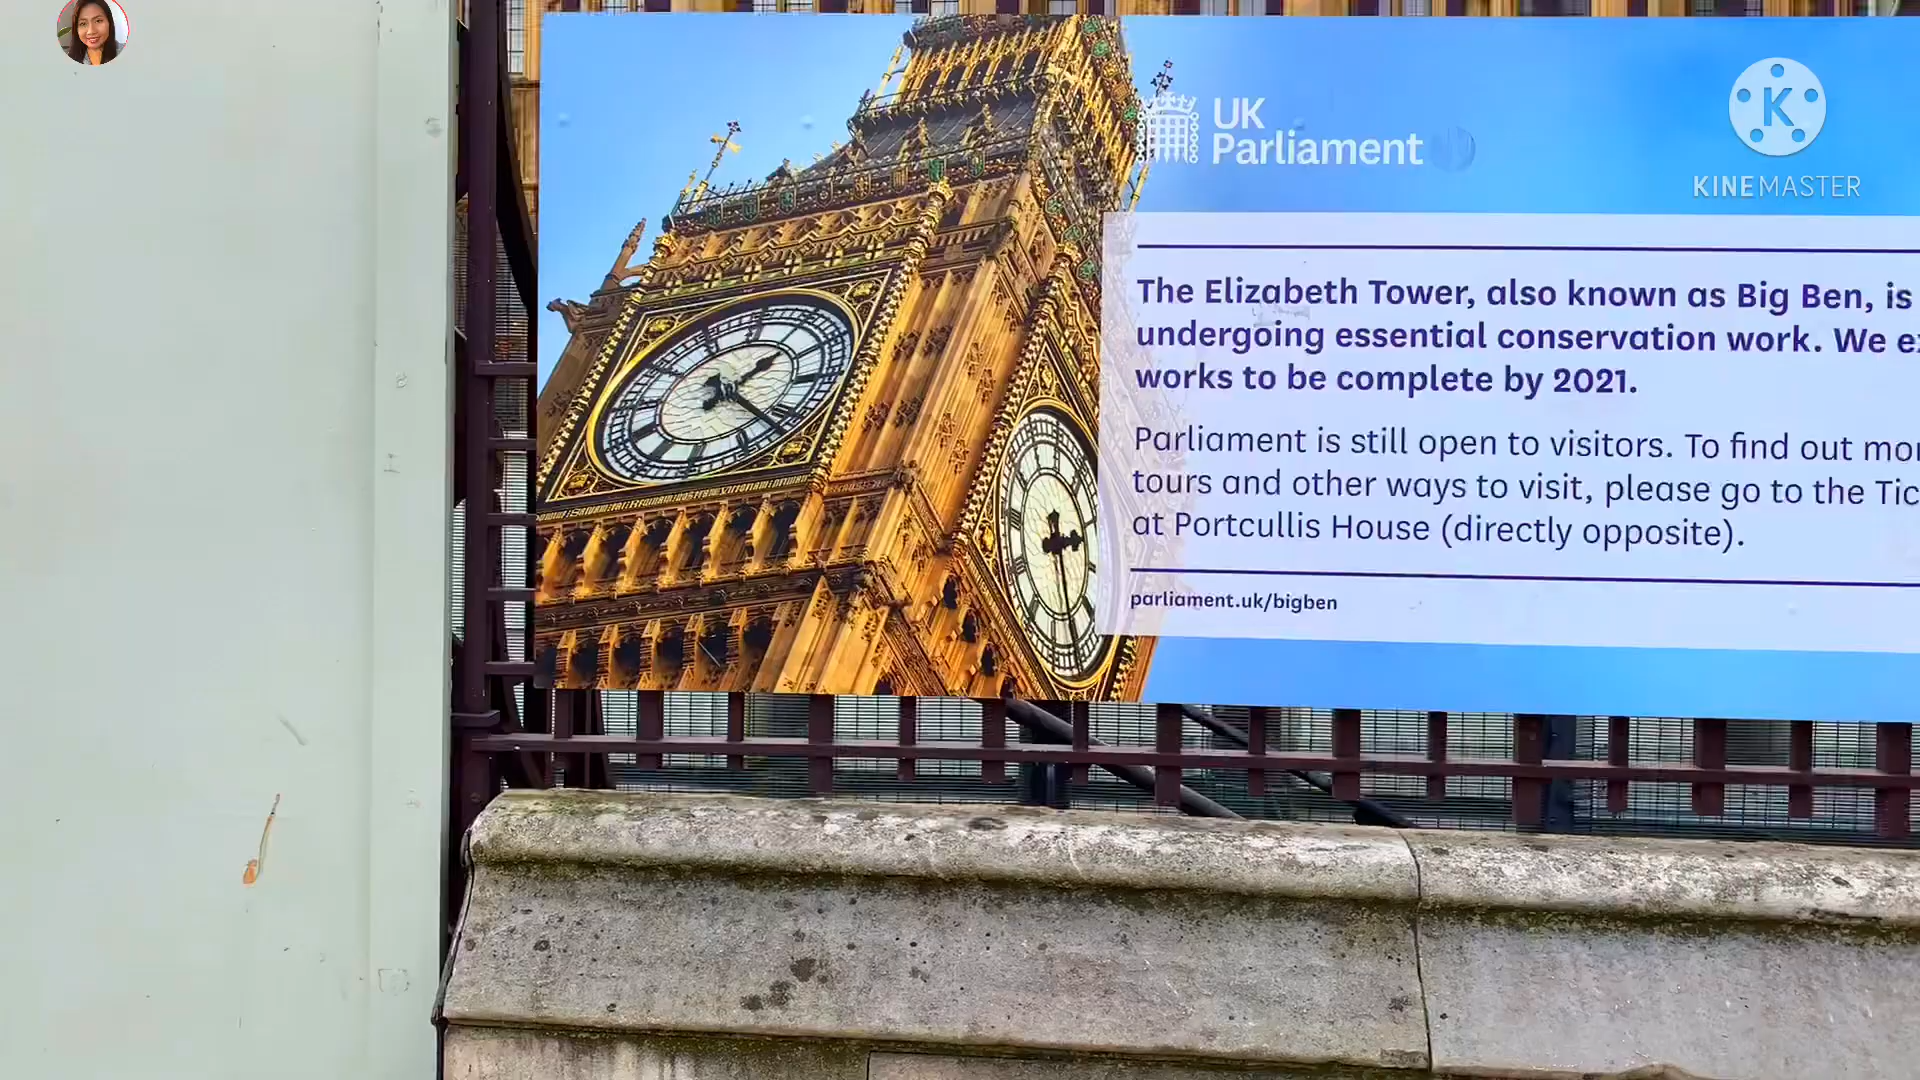 UK
Parliament
KINEMASTER
The Elizabeth Tower, also known as Big Ben, is
undergoing essential conservation work. We
works to be complete by 2021.
Parliament is still open to visitors. To find out
tours and other ways to visit, please go to the
at Portcullis House (directly opposite).
parliament.uk/bigben